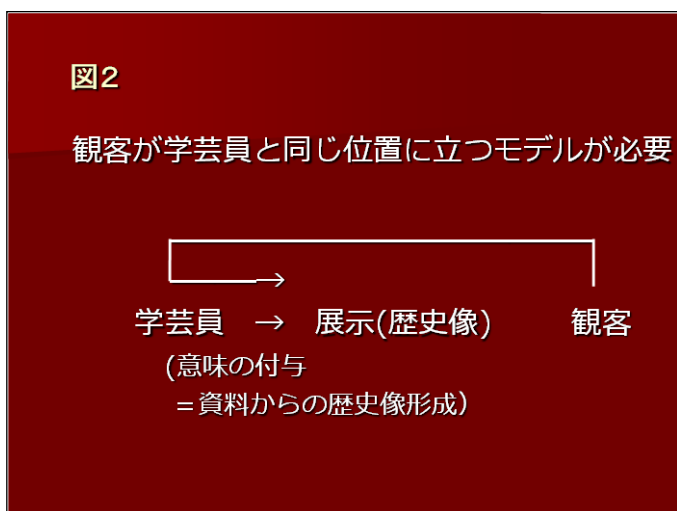 図2
観客が学芸員と同じ位置に立つモデルが必要
→
学芸員 → 展示(歴史像) 観客
(意味の付与
=資料からの歴史像形成)